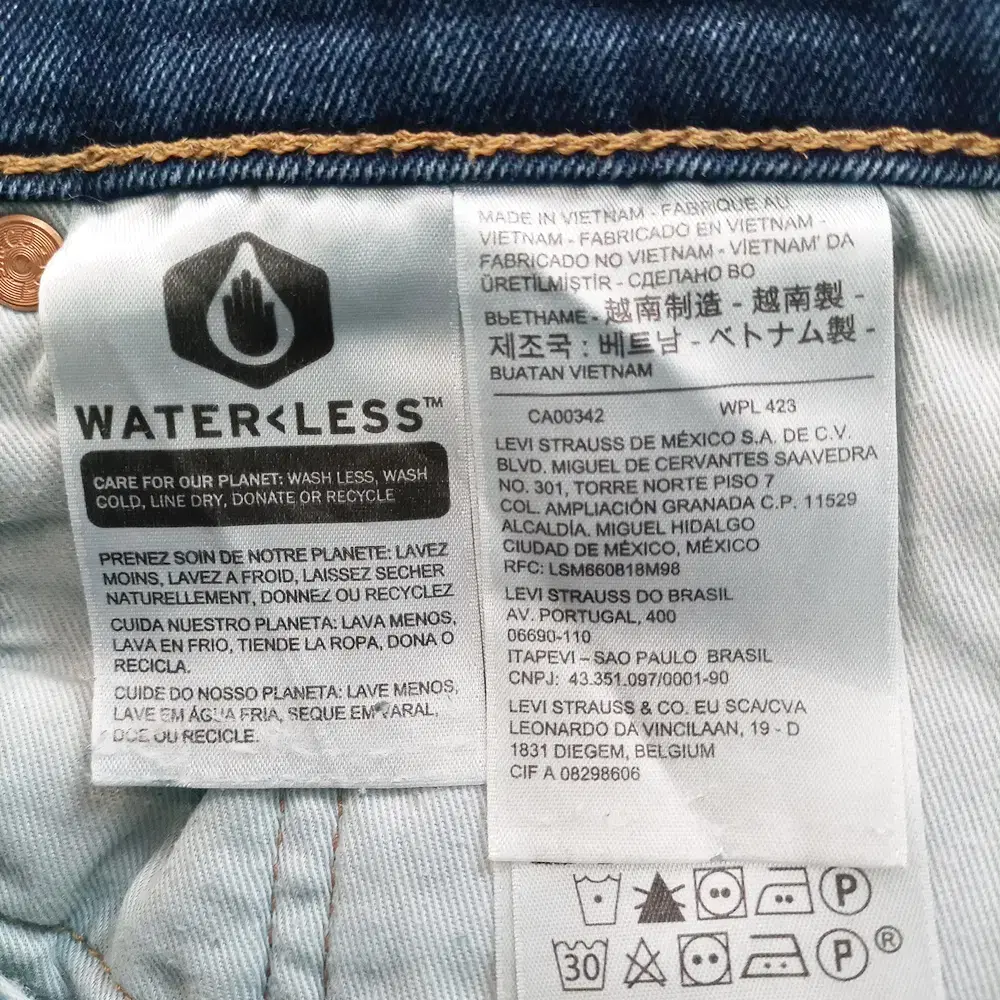 WATER<LESS™
CARE FOR OUR PLANET: WASH LESS, WASH
COLD, LINE DRY, DONATE OR RECYCLE
PRENEZ SOIN DE NOTRE PLANETE: LAVEZ
MOINS, LAVEZ A FROID, LAISSEZ SECHER
NATURELLEMENT, DONNEZ OU RECYCLEZ
CUIDA NUESTRO PLANETA: LAVA MENOS,
LAVA EN FRIO, TIENDE LA ROPA, DONA O
RECICLA.
CUIDE DO NOSSO PLANETA: LAVE MENOS,
LAVE EM ÁGUA FRIA, SEQUE EM VARAL,
DOE OU RECICLE.
MADE IN VIETNAM - FABRIQUE AU
VIETNAM - FABRICADO EN VIETNAM -
FABRICADO NO VIETNAM - VİETNAM' DA
ÜRETİLMİŞTİR - СДЕЛАНО ВО
ВЬЕТНАМЕ - 越南制造 - 越南製 -
제조국 : 베트남 - ベトナム製 -
BUATAN VIETNAM
CA00342 WPL 423
LEVI STRAUSS DE MÉXICO S.A. DE C.V.
BLVD. MIGUEL DE CERVANTES SAAVEDRA
NO. 301, TORRE NORTE PISO 7
COL. AMPLIACIÓN GRANADA C.P. 11529
ALCALDÍA. MIGUEL HIDALGO
CIUDAD DE MÉXICO, MÉXICO
RFC: LSM660818M98
LEVI STRAUSS DO BRASIL
AV. PORTUGAL, 400
06690-110
ITAPEVI – SAO PAULO BRASIL
CNPJ: 43.351.097/0001-90
LEVI STRAUSS & CO. EU SCA/CVA
LEONARDO DA VINCILAAN, 19 - D
1831 DIEGEM, BELGIUM
CIF A 08298606
P
30 P ®